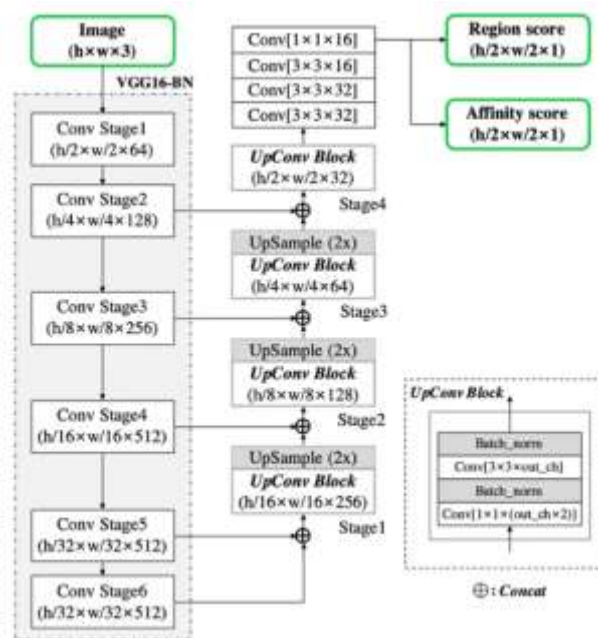 Image
(h×w×3)
VGG16-BN
Conv Stage1
(h/2×w/2×64)
Conv Stage2
(h/4×w/4×128)
Conv Stage3
(h/8×w/8×256)
Conv Stage4
(h/16×w/16×512)
Conv Stage5
(h/32×w/32×512)
Conv Stage6
(h/32×w/32×512)
Conv[1×1×16]
Conv[3×3×16]
Conv[3×3×32]
Conv[3×3×32]
UpConv Block
(h/2×w/2×32)
Stage4
UpSample (2x)
UpConv Block
(h/4×w/4×64)
Stage3
UpSample (2x)
UpConv Block
(h/8×w/8×128)
Stage2
UpSample (2x)
UpConv Block
(h/16×w/16×256)
Stage1
Region score
(h/2×w/2×1)
Affinity score
(h/2×w/2×1)
UpConv Block
Batch_norm
Conv[3×3×out_ch]
Batch_norm
Conv[1×1×(out_ch×2)]
⊕: Concat